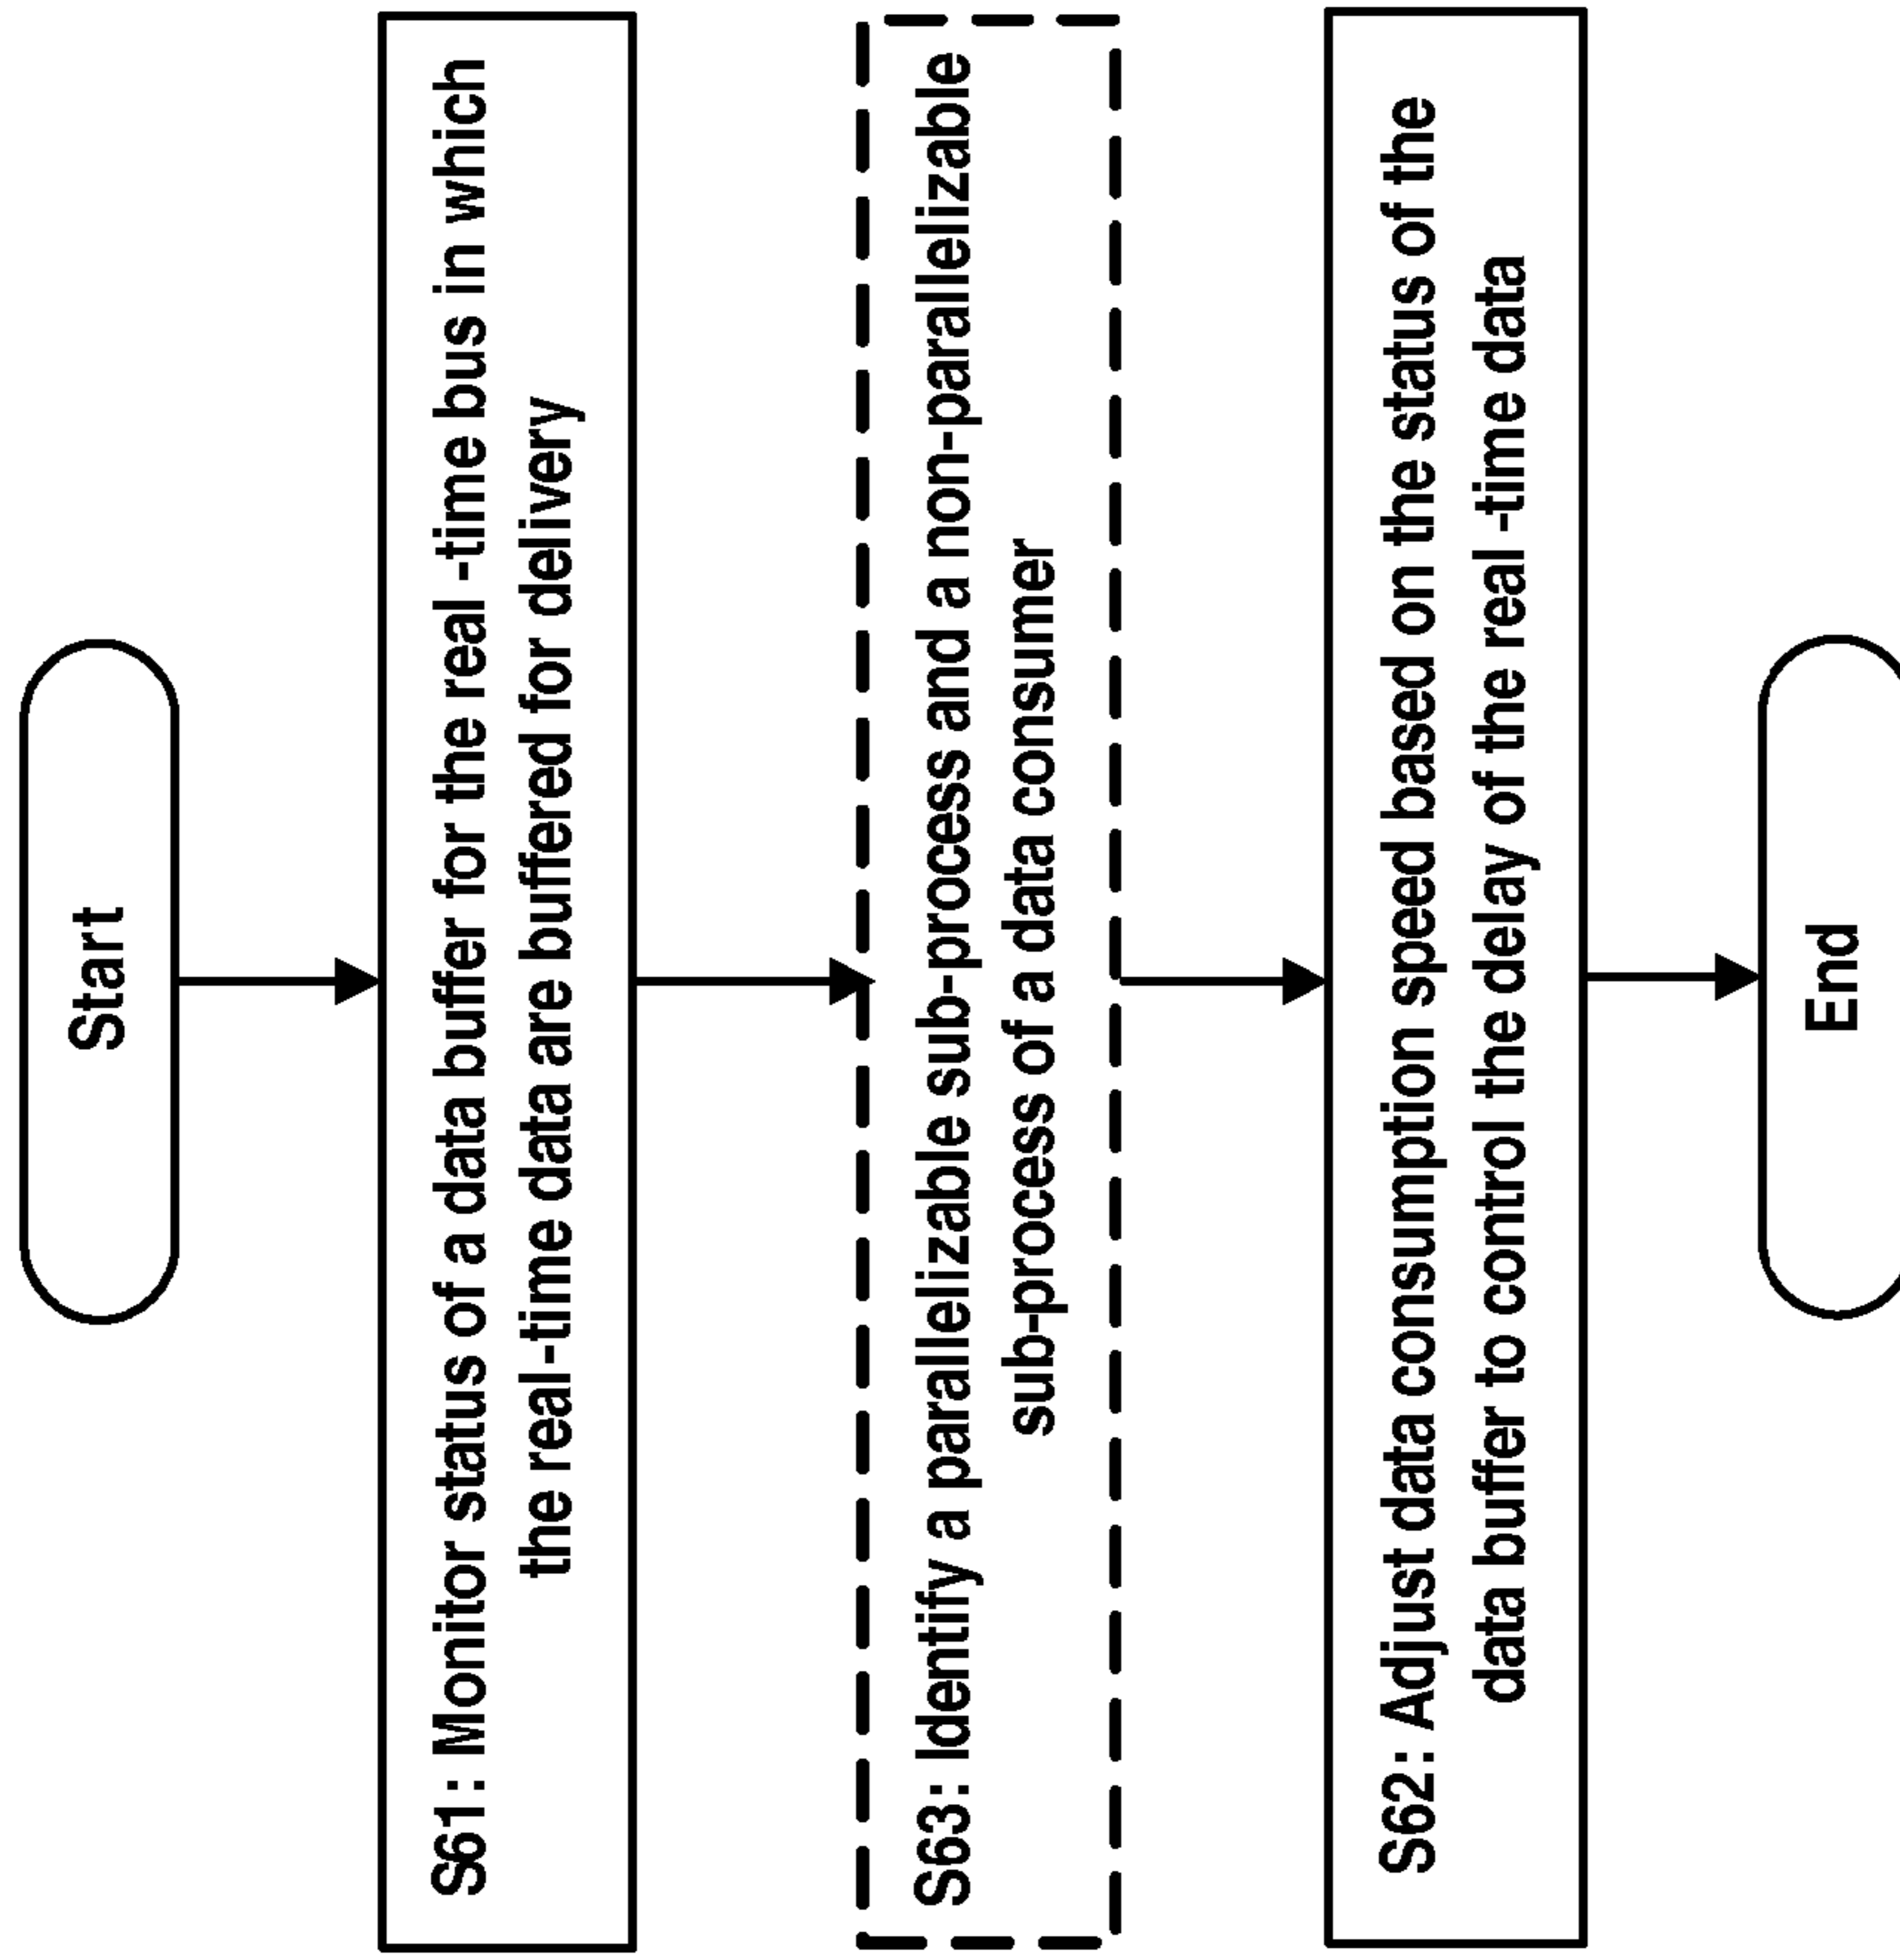 Start
S61: Monitor status of a data buffer for the real -time bus in which
the real-time data are buffered for delivery
S63: Identify a parallelizable sub-process and a non-parallelizable
sub-process of a data consumer
S62: Adjust data consumption speed based on the status of the
data buffer to control the delay of the real -time data
End